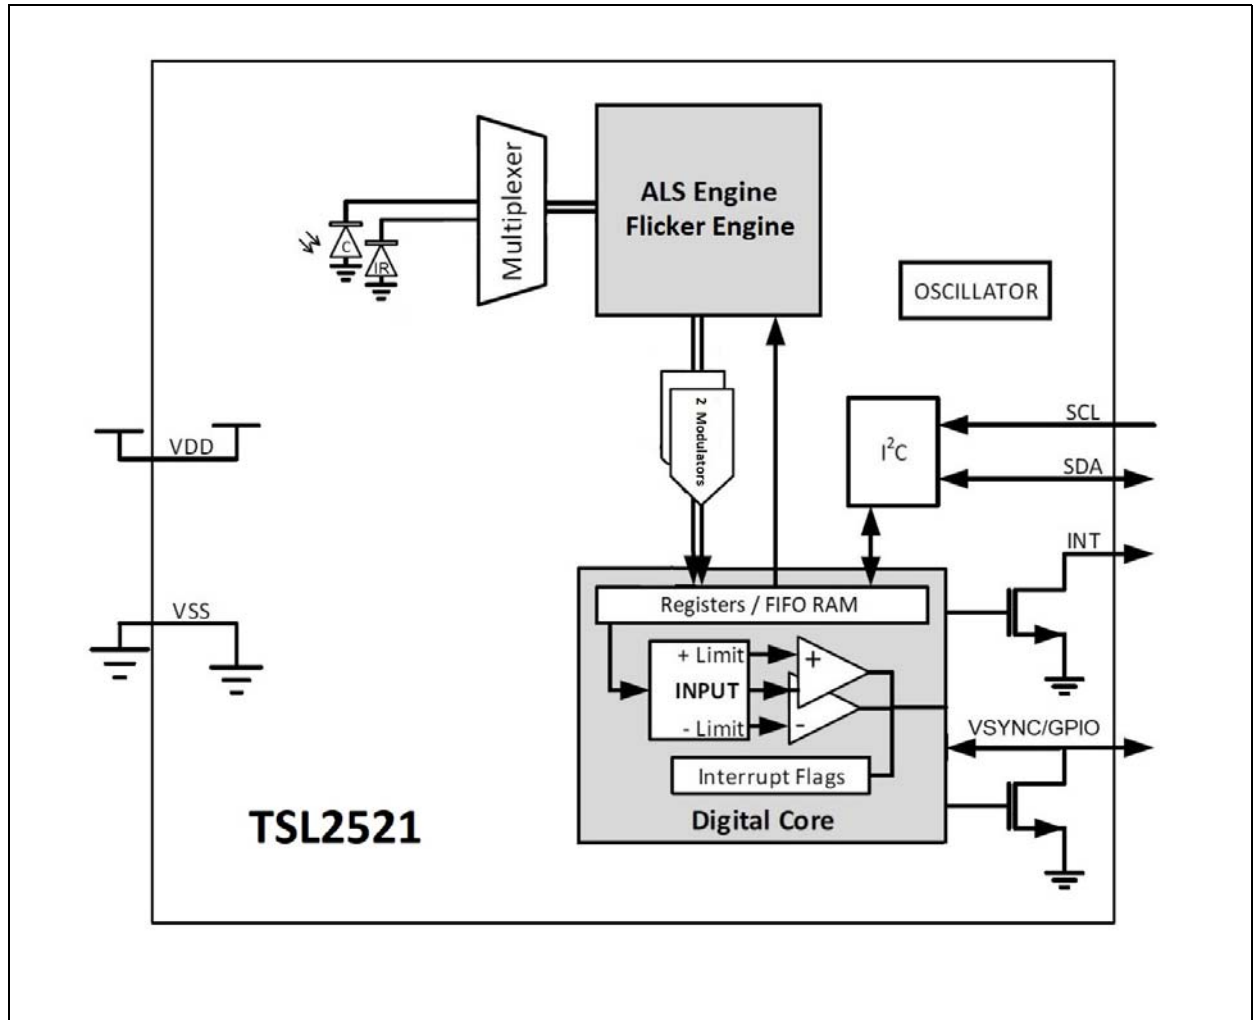 ALS Engine
Flicker Engine
Multiplexer
C
IR
OSCILLATOR
2 Modulators
I²C
SCL
SDA
VDD
INT
VSS
Registers / FIFO RAM
+ Limit
INPUT
- Limit
+
-
VSYNC/GPIO
Interrupt Flags
Digital Core
TSL2521